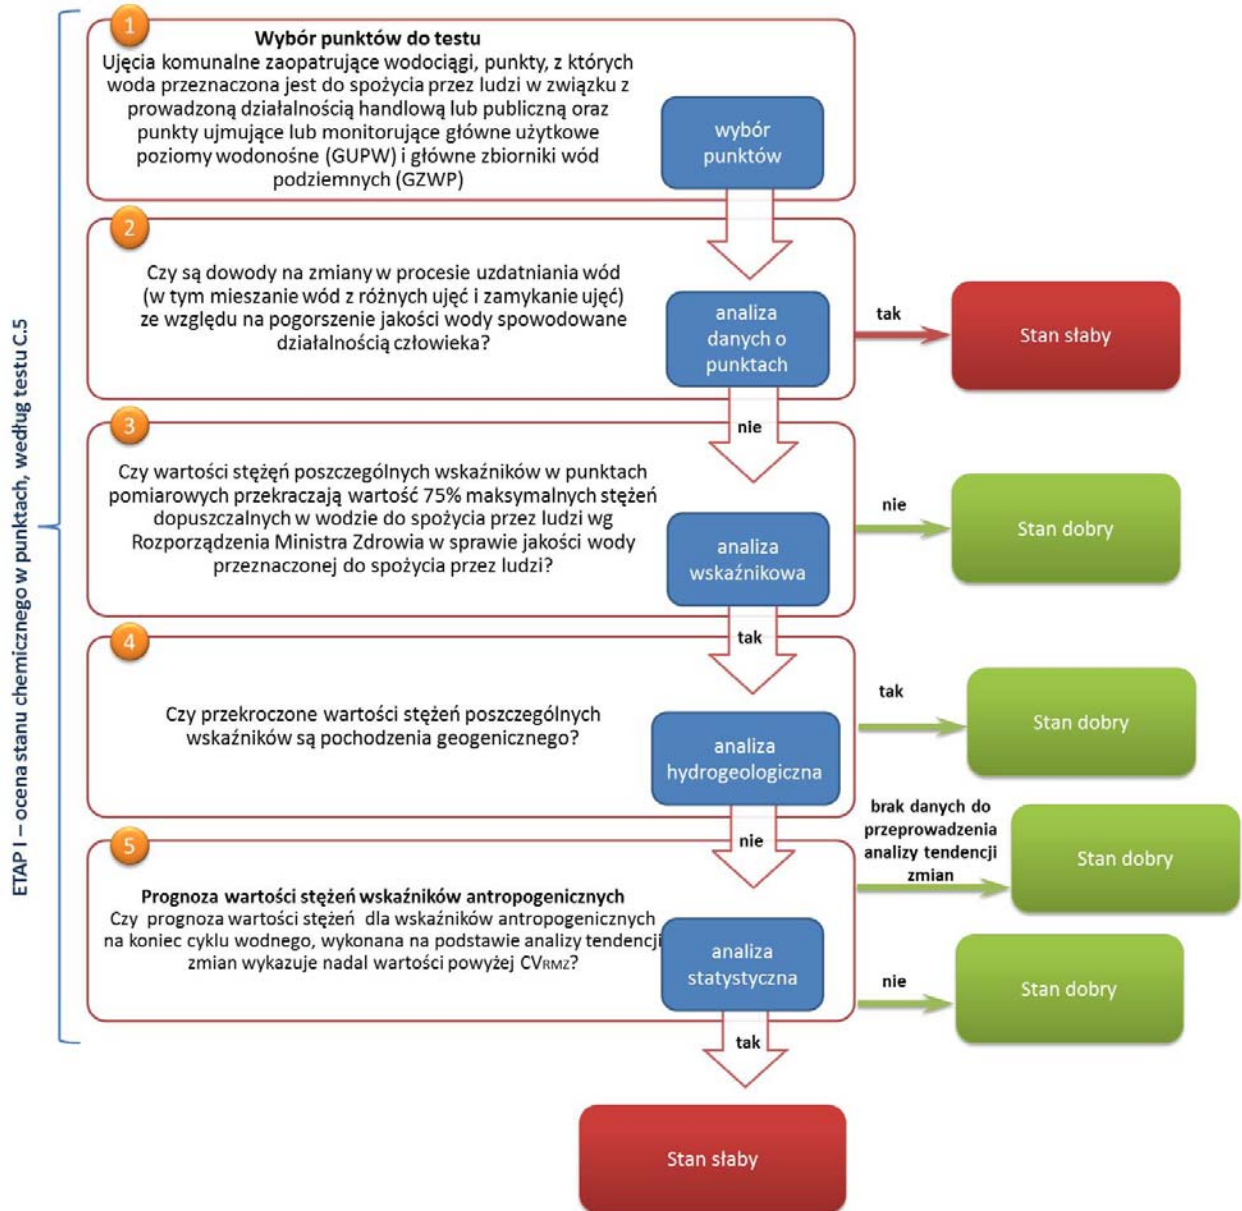 ETAP I – ocena stanu chemicznego w punktach, według testu C.5
1
Wybór punktów do testu
Ujęcia komunalne zaopatrujące wodociągi, punkty, z których
woda przeznaczona jest do spożycia przez ludzi w związku z
prowadzoną działalnością handlową lub publiczną oraz
punkty ujmujące lub monitorujące główne użytkowe
poziomy wodonośne (GUPW) i główne zbiorniki wód
podziemnych (GZWP)
wybór
punktów
2
Czy są dowody na zmiany w procesie uzdatniania wód
(w tym mieszanie wód z różnych ujęć i zamykanie ujęć)
ze względu na pogorszenie jakości wody spowodowane
działalnością człowieka?
analiza
danych o
punktach
tak
Stan słaby
nie
3
Czy wartości stężeń poszczególnych wskaźników w punktach
pomiarowych przekraczają wartość 75% maksymalnych stężeń
dopuszczalnych w wodzie do spożycia przez ludzi wg
Rozporządzenia Ministra Zdrowia w sprawie jakości wody
przeznaczonej do spożycia przez ludzi?
analiza
wskaźnikowa
nie
Stan dobry
tak
4
Czy przekroczone wartości stężeń poszczególnych
wskaźników są pochodzenia geogenicznego?
analiza
hydrogeologiczna
tak
Stan dobry
nie
5
Prognoza wartości stężeń wskaźników antropogenicznych
Czy prognoza wartości stężeń dla wskaźników antropogenicznych
na koniec cyklu wodnego, wykonana na podstawie analizy tendencji
zmian wykazuje nadal wartości powyżej CVRMZ?
analiza
statystyczna
brak danych do
przeprowadzenia
analizy tendencji
zmian
Stan dobry
nie
Stan dobry
tak
Stan słaby